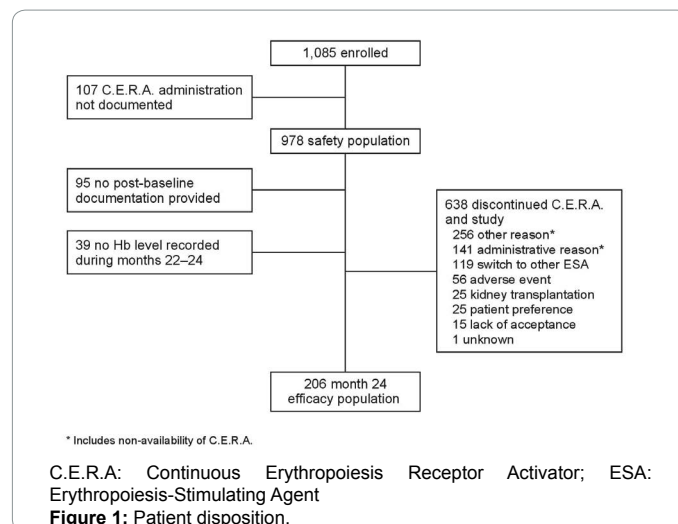 1,085 enrolled
107 C.E.R.A. administration
not documented
978 safety population
95 no post-baseline
documentation provided
39 no Hb level recorded
during months 22–24
638 discontinued C.E.R.A.
and study
256 other reason*
141 administrative reason*
119 switch to other ESA
56 adverse event
25 kidney transplantation
25 patient preference
15 lack of acceptance
1 unknown
206 month 24
efficacy population
* Includes non-availability of C.E.R.A.
C.E.R.A: Continuous Erythropoiesis Receptor Activator; ESA:
Erythropoiesis-Stimulating Agent
Figure 1: Patient disposition.